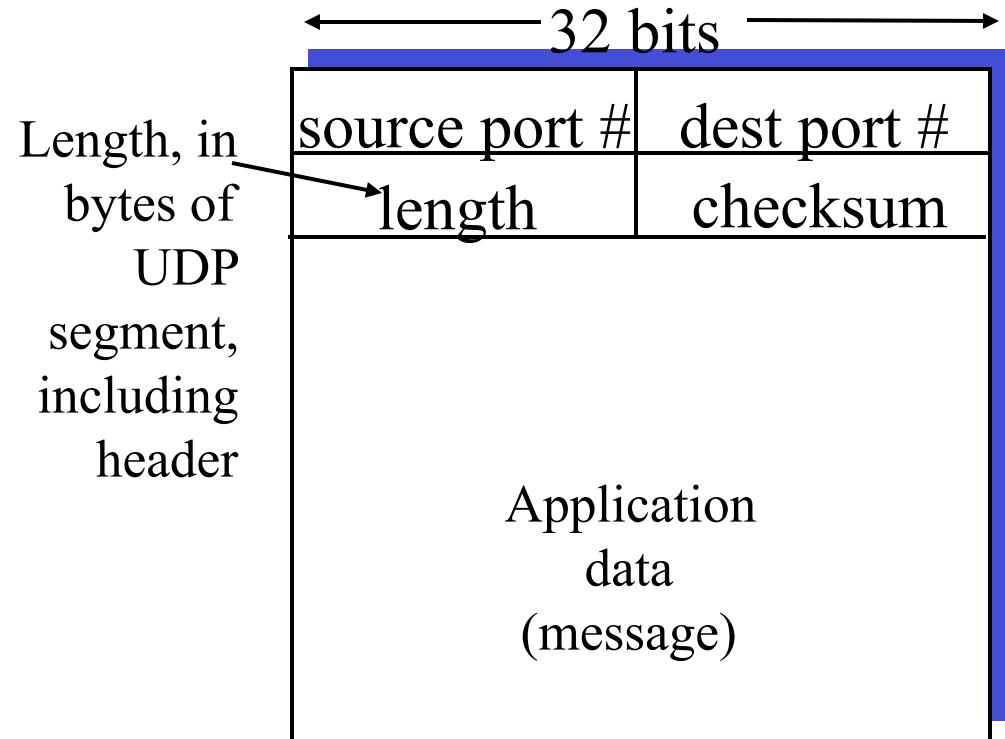 32 bits
source port # dest port #
length checksum
Length, in
bytes of
UDP
segment,
including
header
Application
data
(message)